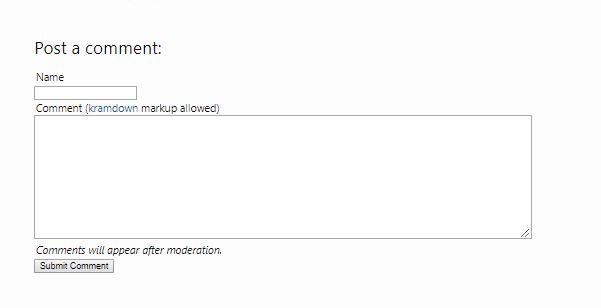 Post a comment:
Name
Comment (kramdown markup allowed)
Comments will appear after moderation.
Submit Comment